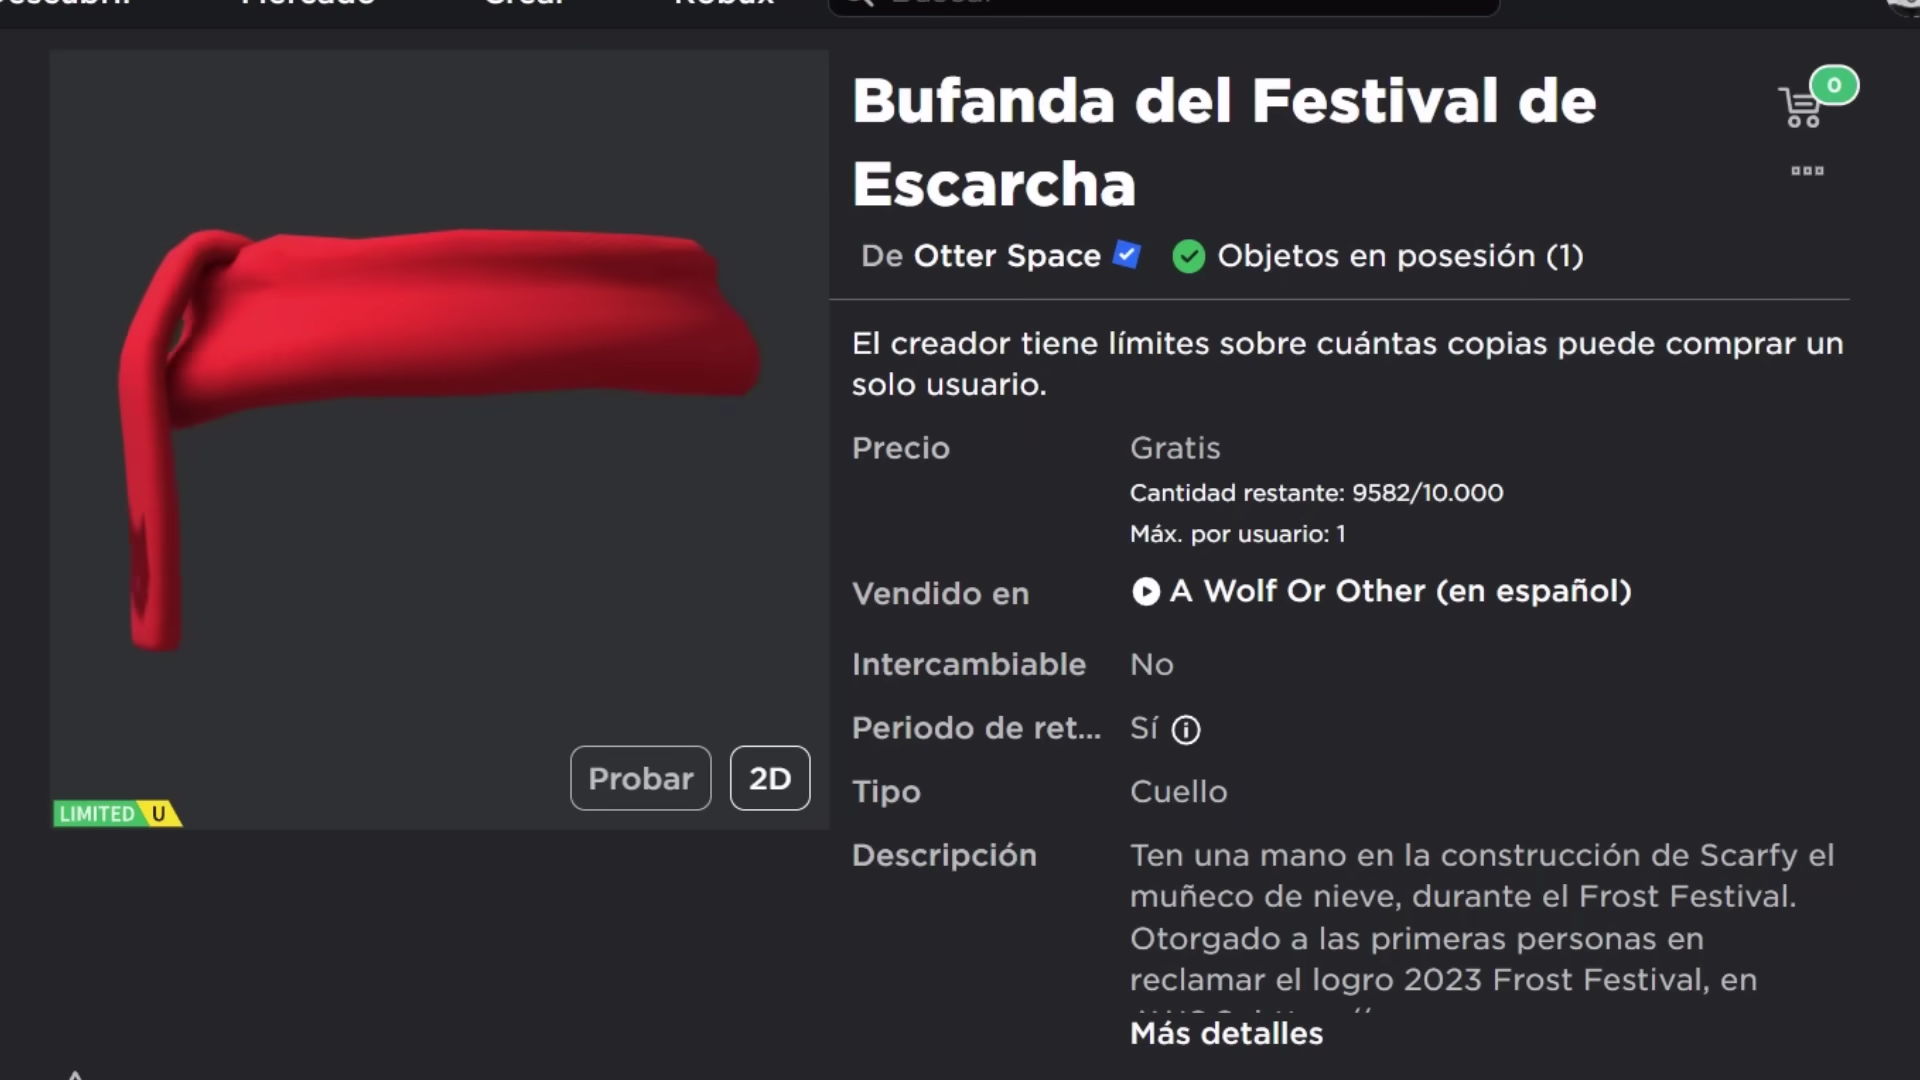 Mercado
Crear
Robux
Buscar
Bufanda del Festival de
Escarcha
0
De Otter Space
Objetos en posesión (1)
El creador tiene límites sobre cuántas copias puede comprar un
solo usuario.
Precio
Gratis
Cantidad restante: 9582/10.000
Máx. por usuario: 1
Vendido en
A Wolf Or Other (en español)
Intercambiable
No
Periodo de ret...
Sí
Probar
2D
Tipo
Cuello
LIMITED U
Descripción
Ten una mano en la construcción de Scarfy el
muñeco de nieve, durante el Frost Festival.
Otorgado a las primeras personas en
reclamar el logro 2023 Frost Festival, en
Más detalles